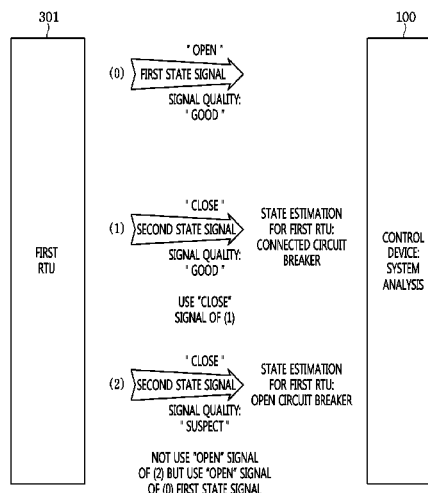 301
100
" OPEN "
(0)
FIRST STATE SIGNAL
SIGNAL QUALITY:
" GOOD "
" CLOSE "
(1)
SECOND STATE SIGNAL
SIGNAL QUALITY:
" GOOD "
STATE ESTIMATION
FOR FIRST RTU:
CONNECTED CIRCUIT
BREAKER
FIRST
RTU
CONTROL
DEVICE:
SYSTEM
ANALYSIS
USE "CLOSE"
SIGNAL OF (1)
" CLOSE "
(2)
SECOND STATE SIGNAL
SIGNAL QUALITY:
" SUSPECT "
STATE ESTIMATION
FOR FIRST RTU:
OPEN CIRCUIT
BREAKER
NOT USE "OPEN" SIGNAL
OF (2) BUT USE "OPEN" SIGNAL
OF (0) FIRST STATE SIGNAL